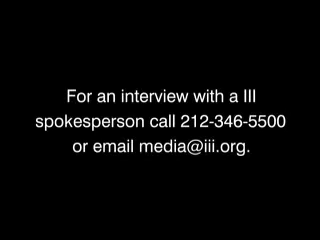 For an interview with a III
spokesperson call 212-346-5500
or email media@iii.org.